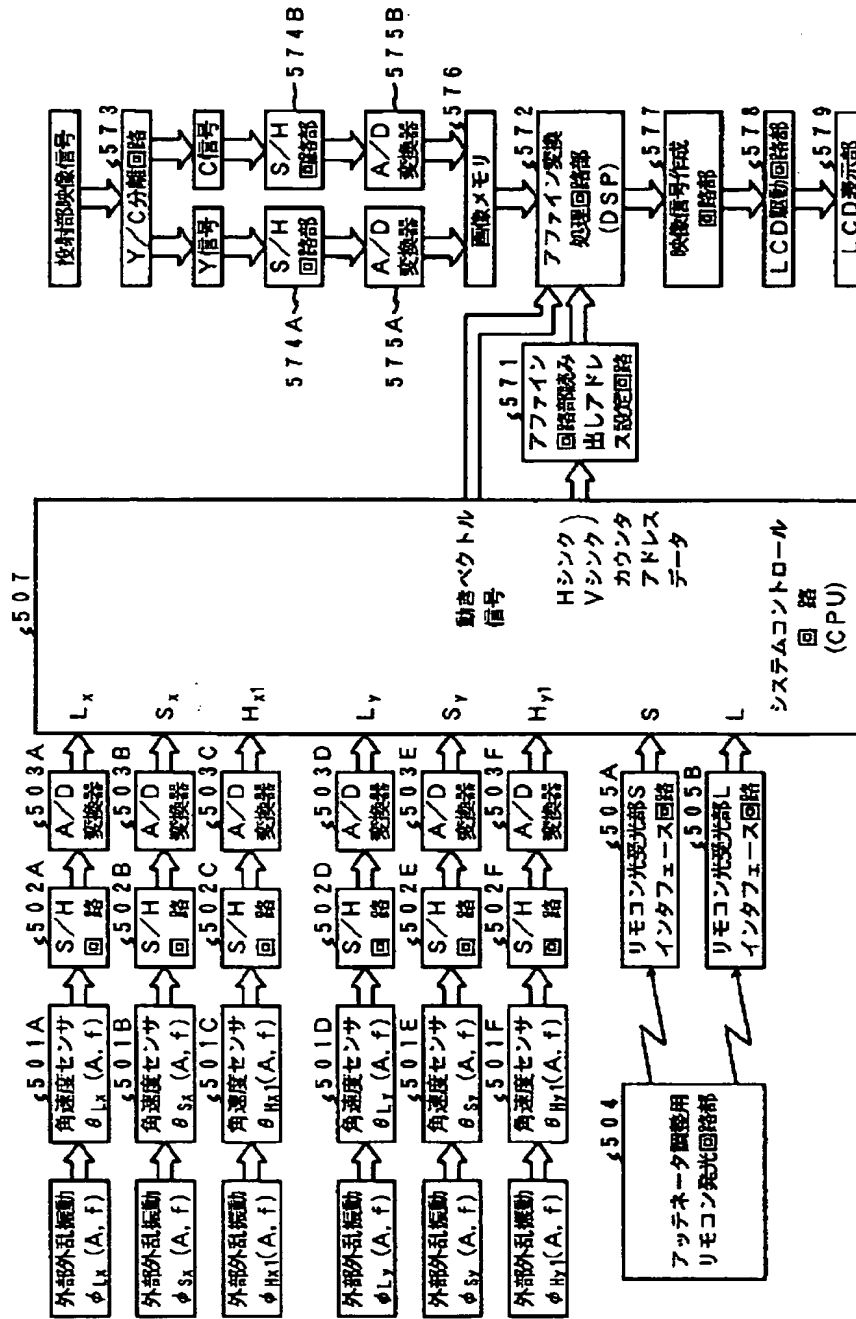 外部外乱振動
φLx (A, f)
501A
角速度センサ
θLx (A, f)
502A
S/H
回 路
503A
A/D
変換器
Lx
外部外乱振動
φSx (A, f)
501B
角速度センサ
θSx (A, f)
502B
S/H
回 路
503B
A/D
変換器
Sx
外部外乱振動
φHx1(A, f)
501C
角速度センサ
θHx1(A, f)
502C
S/H
回 路
503C
A/D
変換器
Hx1
外部外乱振動
φLy (A, f)
501D
角速度センサ
θLy (A, f)
502D
S/H
回 路
503D
A/D
変換器
Ly
外部外乱振動
φSy (A, f)
501E
角速度センサ
θSy (A, f)
502E
S/H
回 路
503E
A/D
変換器
Sy
外部外乱振動
φHy1(A, f)
501F
角速度センサ
θHy1(A, f)
502F
S/H
回 路
503F
A/D
変換器
Hy1
504
アッテネータ調整用
リモコン発光回路部
505A
リモコン光受光部S
インタフェース回路
S
505B
リモコン光受光部L
インタフェース回路
L
507
動きベクトル
信号
Hシンク)
Vシンク)
カウンタ
アドレス
データ
システムコントロール
回 路
(CPU)
571
アファイン
回路部読み
出しアドレ
ス設定回路
投射部映像信号
573
Y/C分離回路
Y信号
C信号
574A
S/H
回路部
S/H
回路部
574B
575A
A/D
変換器
A/D
変換器
575B
576
画像メモリ
572
アファイン変換
処理回路部
(DSP)
577
映像信号作成
回路部
578
LCD駆動回路部
579
LCD表示部